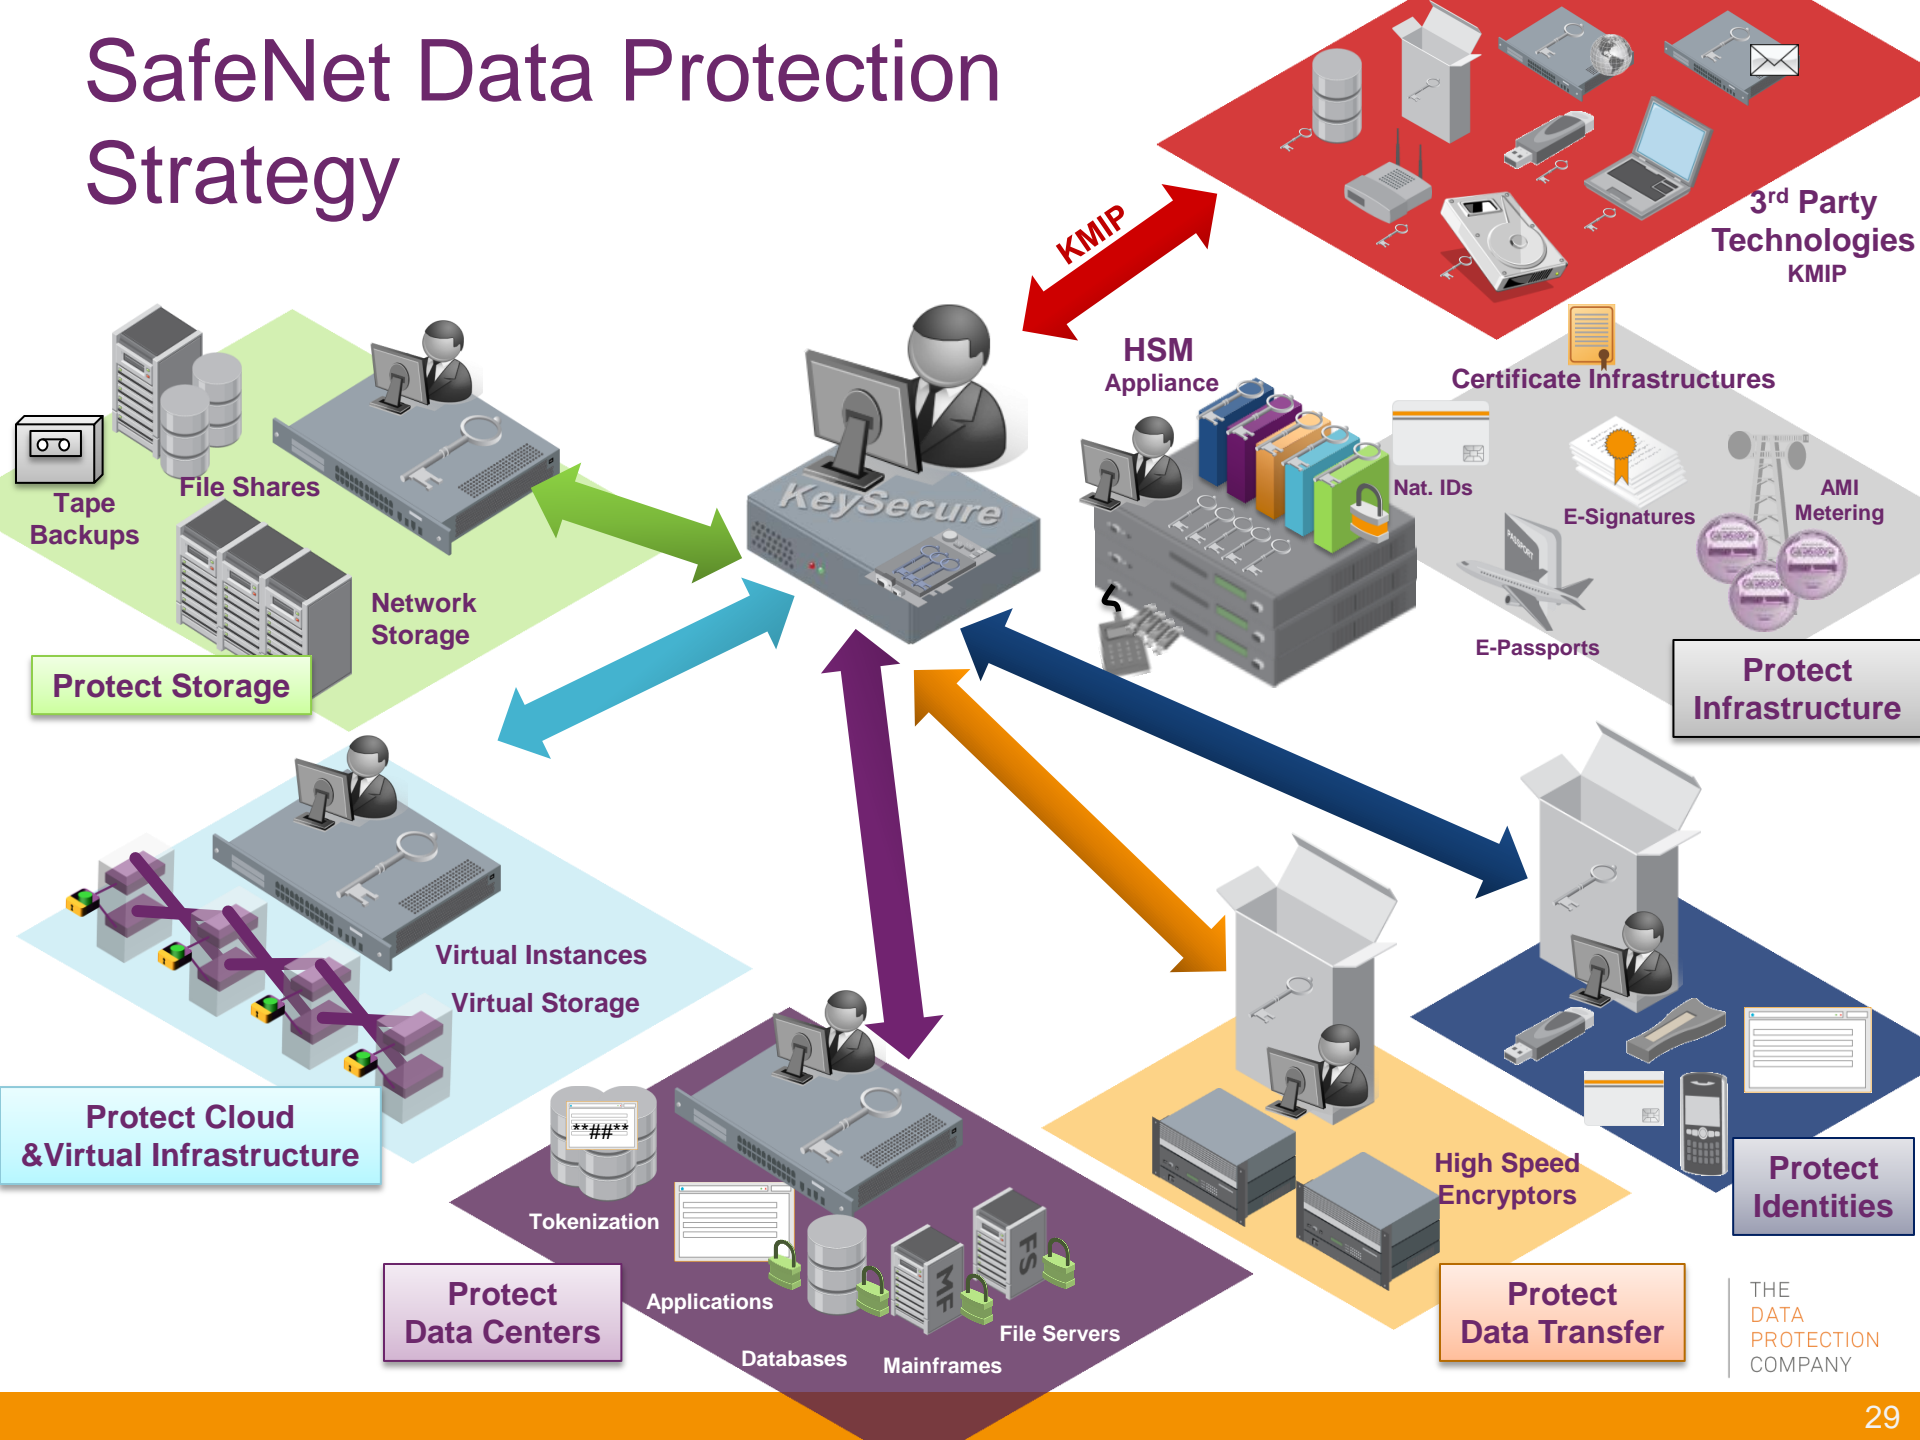 SafeNet Data Protection
Strategy
KMIP
3rd Party
Technologies
KMIP
HSM
Appliance
Certificate Infrastructures
Nat. IDs
E-Signatures
AMI
Metering
PASSPORT
E-Passports
Protect
Infrastructure
File Shares
Tape
Backups
Network
Storage
Protect Storage
KeySecure
Virtual Instances
Virtual Storage
Protect Cloud
&Virtual Infrastructure
**##**
Tokenization
Applications
Databases
MF
Mainframes
FS
File Servers
Protect
Data Centers
High Speed
Encryptors
Protect
Data Transfer
Protect
Identities
THE
DATA
PROTECTION
COMPANY
29